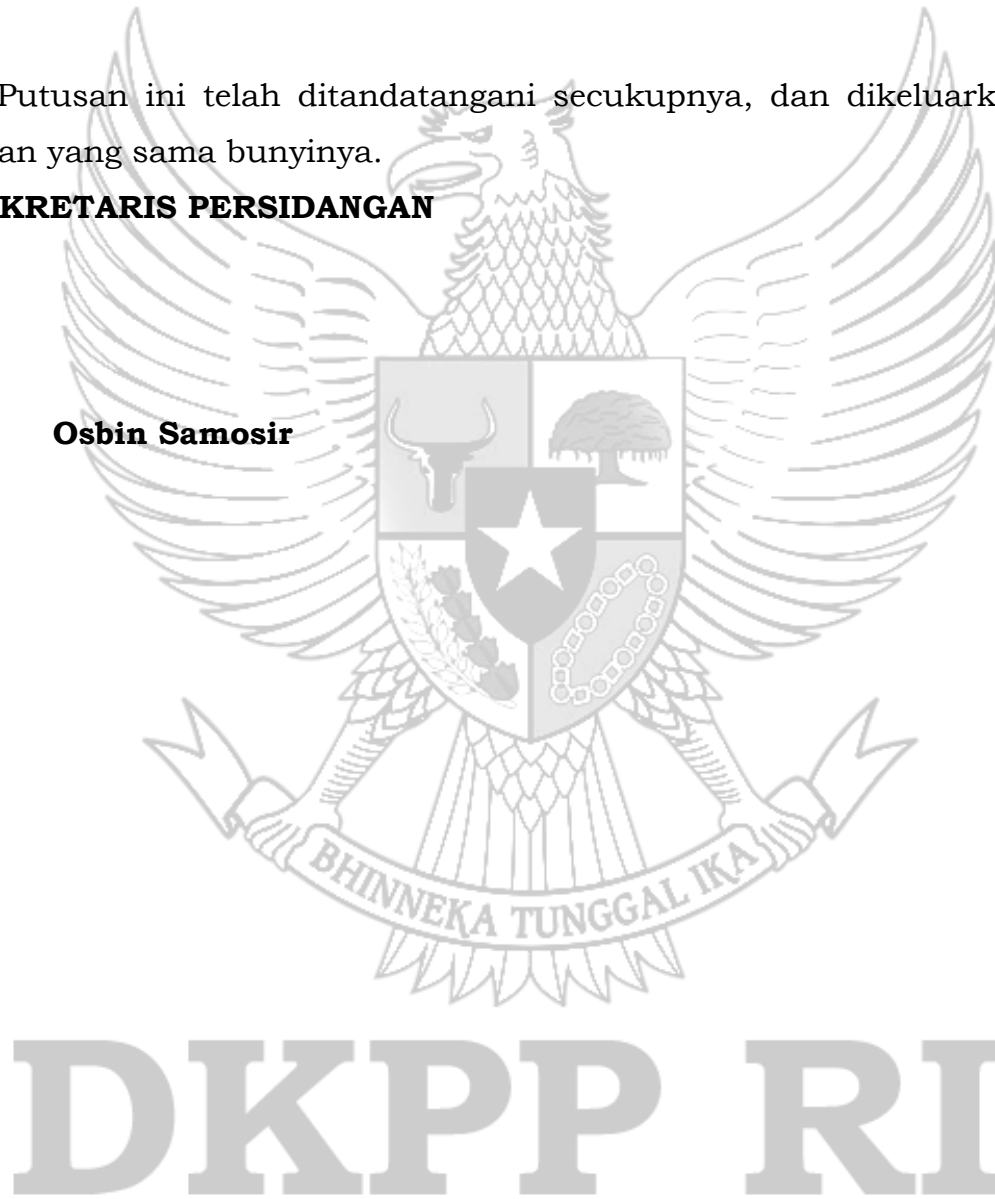 Putusan ini telah ditandatangani secukupnya, dan dikeluark
an yang sama bunyinya.
KRETARIS PERSIDANGAN
Osbin Samosir
BHINNEKA TUNGGAL IKA
DKPP RI